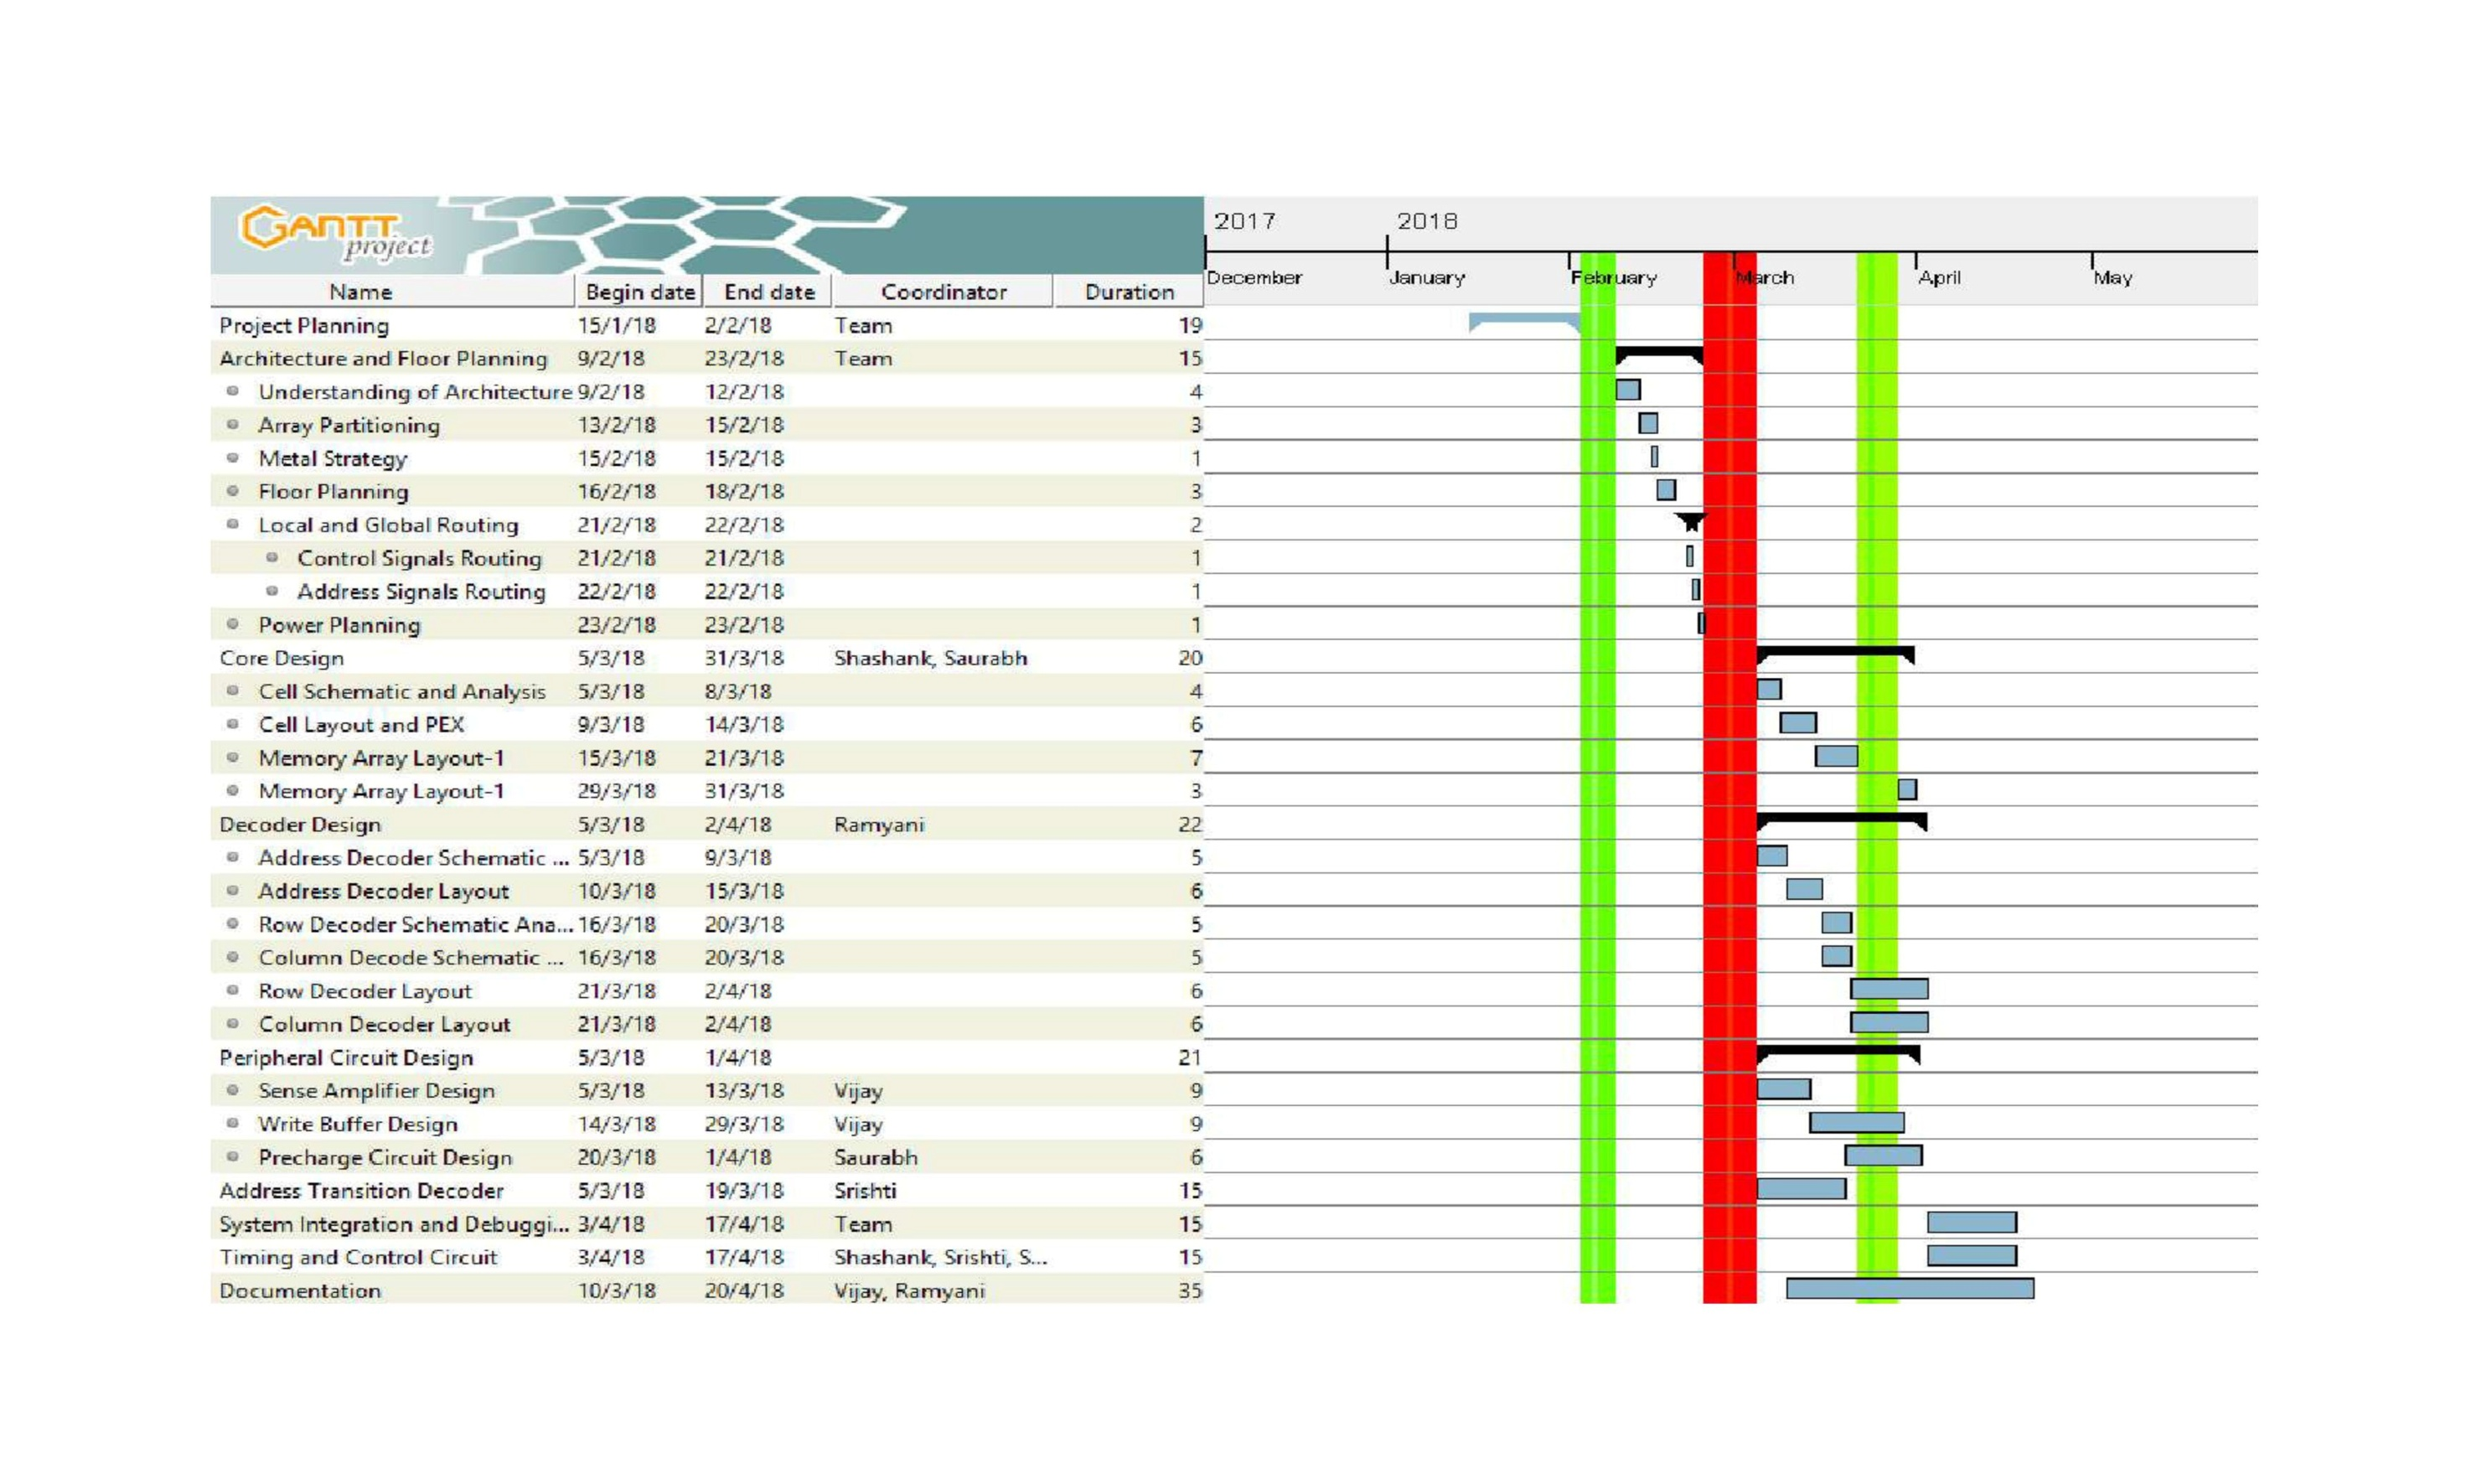 GANTT
project
2017 2018
December January February March April May
Name Begin date End date Coordinator Duration
Project Planning 15/1/18 2/2/18 Team 19
Architecture and Floor Planning 9/2/18 23/2/18 Team 15
Understanding of Architecture 9/2/18 12/2/18 4
Array Partitioning 13/2/18 15/2/18 3
Metal Strategy 15/2/18 15/2/18 1
Floor Planning 16/2/18 18/2/18 3
Local and Global Routing 21/2/18 22/2/18 2
Control Signals Routing 21/2/18 21/2/18 1
Address Signals Routing 22/2/18 22/2/18 1
Power Planning 23/2/18 23/2/18 1
Core Design 5/3/18 31/3/18 Shashank, Saurabh 20
Cell Schematic and Analysis 5/3/18 8/3/18 4
Cell Layout and PEX 9/3/18 14/3/18 6
Memory Array Layout-1 15/3/18 21/3/18 7
Memory Array Layout-1 29/3/18 31/3/18 3
Decoder Design 5/3/18 2/4/18 Ramyani 22
Address Decoder Schematic ... 5/3/18 9/3/18 5
Address Decoder Layout 10/3/18 15/3/18 6
Row Decoder Schematic Ana... 16/3/18 20/3/18 5
Column Decode Schematic ... 16/3/18 20/3/18 5
Row Decoder Layout 21/3/18 2/4/18 6
Column Decoder Layout 21/3/18 2/4/18 6
Peripheral Circuit Design 5/3/18 1/4/18 21
Sense Amplifier Design 5/3/18 13/3/18 Vijay 9
Write Buffer Design 14/3/18 29/3/18 Vijay 9
Precharge Circuit Design 20/3/18 1/4/18 Saurabh 6
Address Transition Decoder 5/3/18 19/3/18 Srishti 15
System Integration and Debuggi... 3/4/18 17/4/18 Team 15
Timing and Control Circuit 3/4/18 17/4/18 Shashank, Srishti, S... 15
Documentation 10/3/18 20/4/18 Vijay, Ramyani 35